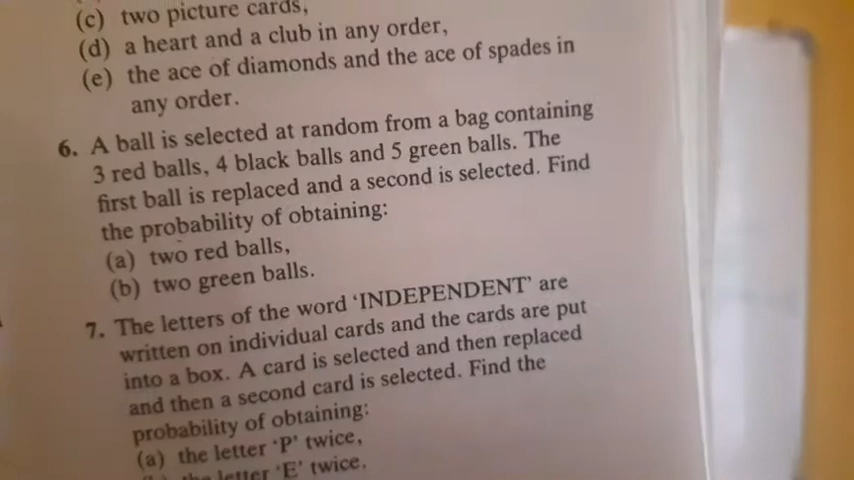 (c) two picture cards,
(d) a heart and a club in any order,
(e) the ace of diamonds and the ace of spades in
any order.
6. A ball is selected at random from a bag containing
3 red balls, 4 black balls and 5 green balls. The
first ball is replaced and a second is selected. Find
the probability of obtaining:
(a) two red balls,
(b) two green balls.
7. The letters of the word ‘INDEPENDENT’ are
written on individual cards and the cards are put
into a box. A card is selected and then replaced
and then a second card is selected. Find the
probability of obtaining:
(a) the letter ‘P’ twice,
the letter ‘E’ twice.